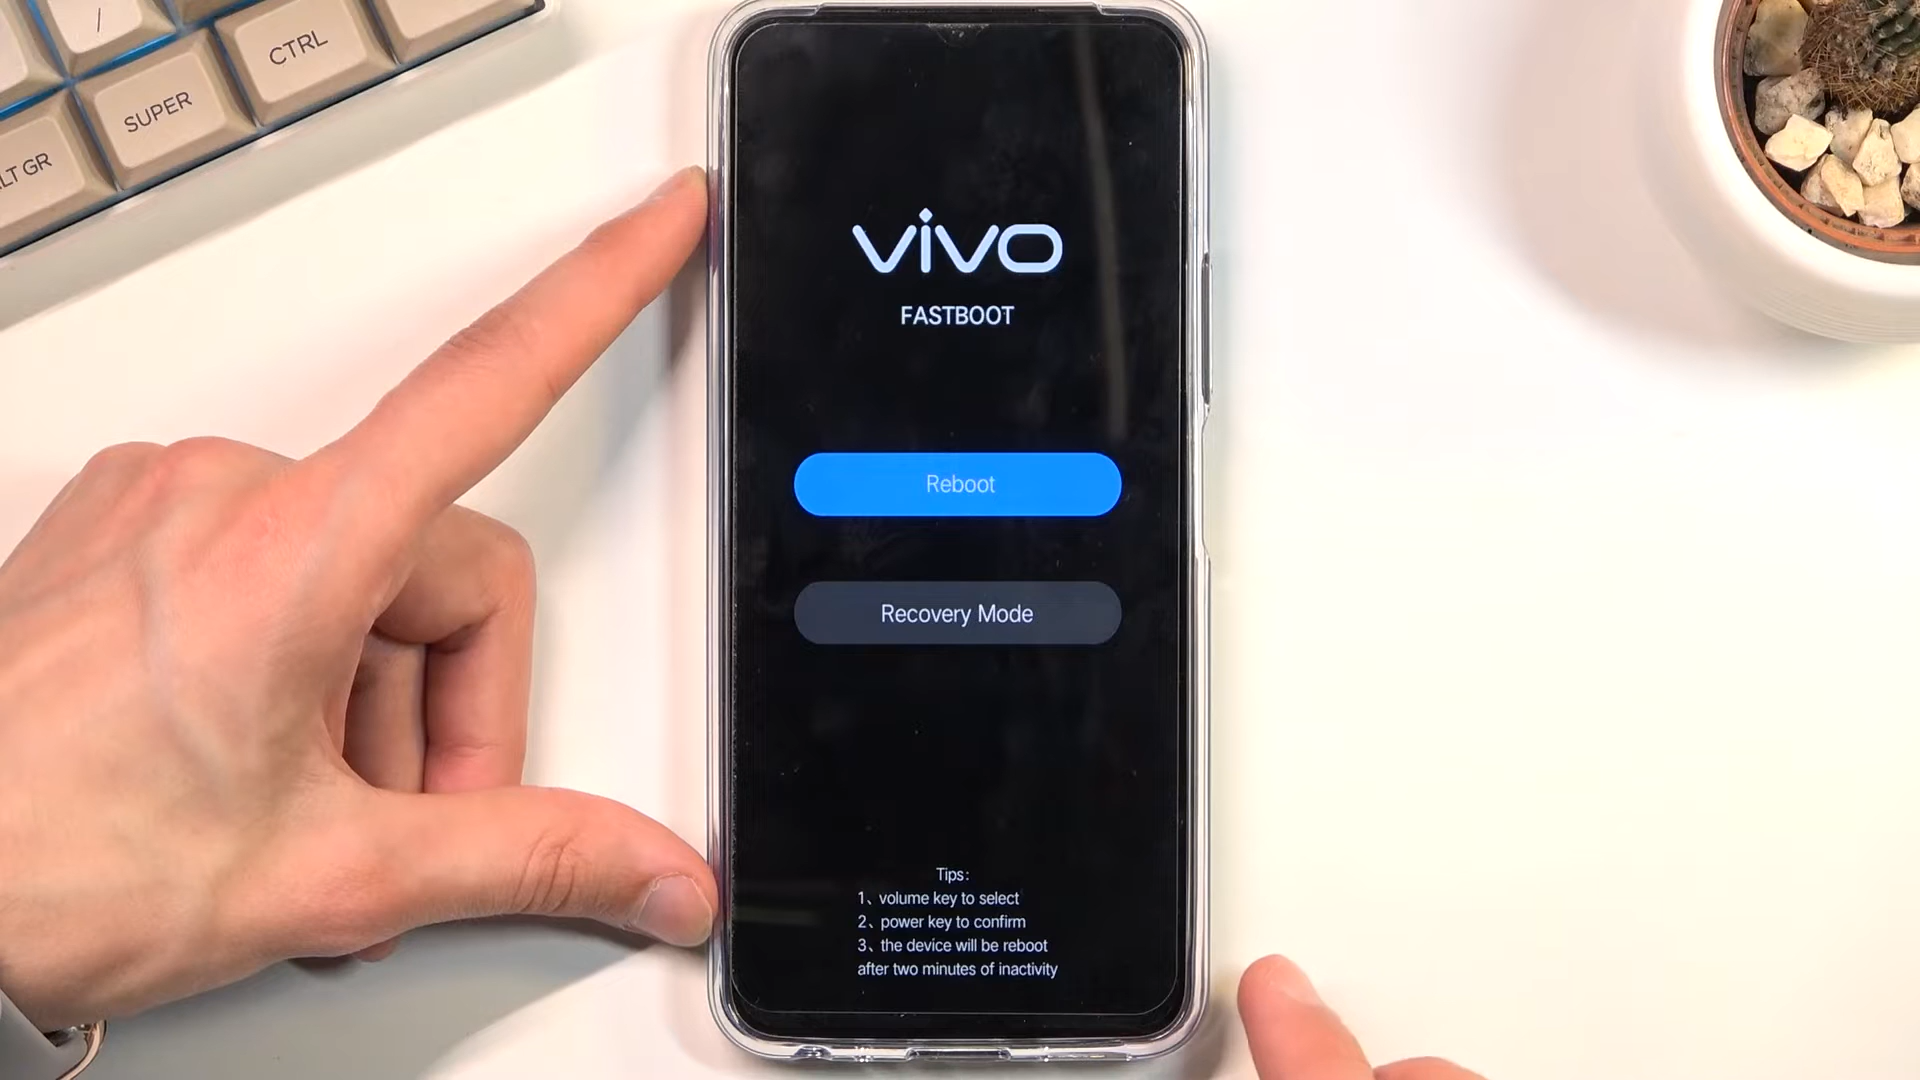 /
CTRL
SUPER
LT GR
vivo
FASTBOOT
Reboot
Recovery Mode
Tips:
1、volume key to select
2、power key to confirm
3、the device will be reboot
after two minutes of inactivity